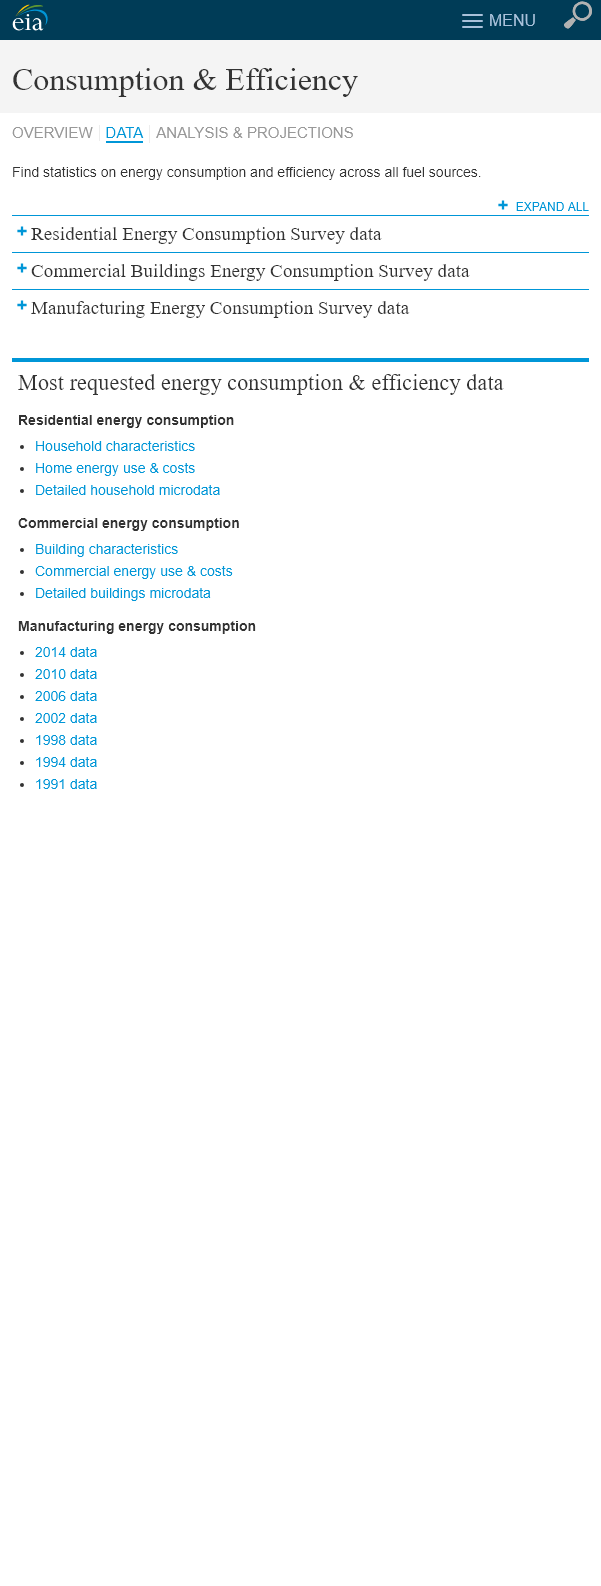 eia
MENU
Consumption & Efficiency
OVERVIEW DATA ANALYSIS & PROJECTIONS
Find statistics on energy consumption and efficiency across all fuel sources.
+ EXPAND ALL
+ Residential Energy Consumption Survey data
+ Commercial Buildings Energy Consumption Survey data
+ Manufacturing Energy Consumption Survey data
Most requested energy consumption & efficiency data
Residential energy consumption
• Household characteristics
• Home energy use & costs
• Detailed household microdata
Commercial energy consumption
• Building characteristics
• Commercial energy use & costs
• Detailed buildings microdata
Manufacturing energy consumption
• 2014 data
• 2010 data
• 2006 data
• 2002 data
• 1998 data
• 1994 data
• 1991 data